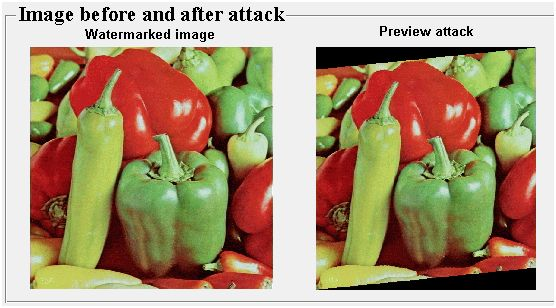 Image before and after attack
Watermarked image
Preview attack